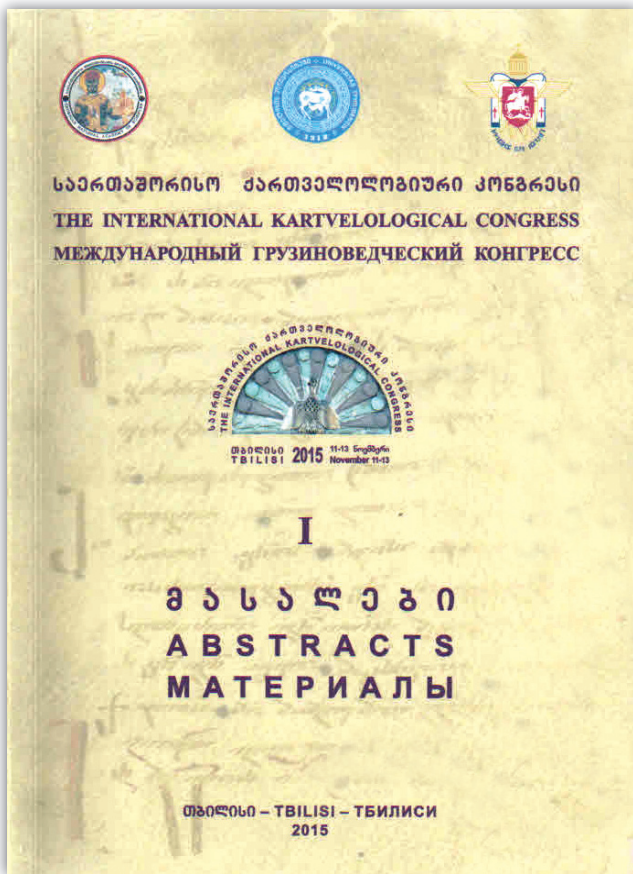 საერთაშორისო ქართველოლოგიური კონგრესი
THE INTERNATIONAL KARTVELOLOGICAL CONGRESS
МЕЖДУНАРОДНЫЙ ГРУЗИНОВЕДЧЕСКИЙ КОНГРЕСС
საერთაშორისო ქართველოლოგიური კონგრესი
THE INTERNATIONAL KARTVELOLOGICAL CONGRESS
თბილისი 2015 11-13 ნოემბერი
TBILISI November 11-13
I
მასალები
ABSTRACTS
МАТЕРИАЛЫ
თბილისი – TBILISI – ТБИЛИСИ
2015